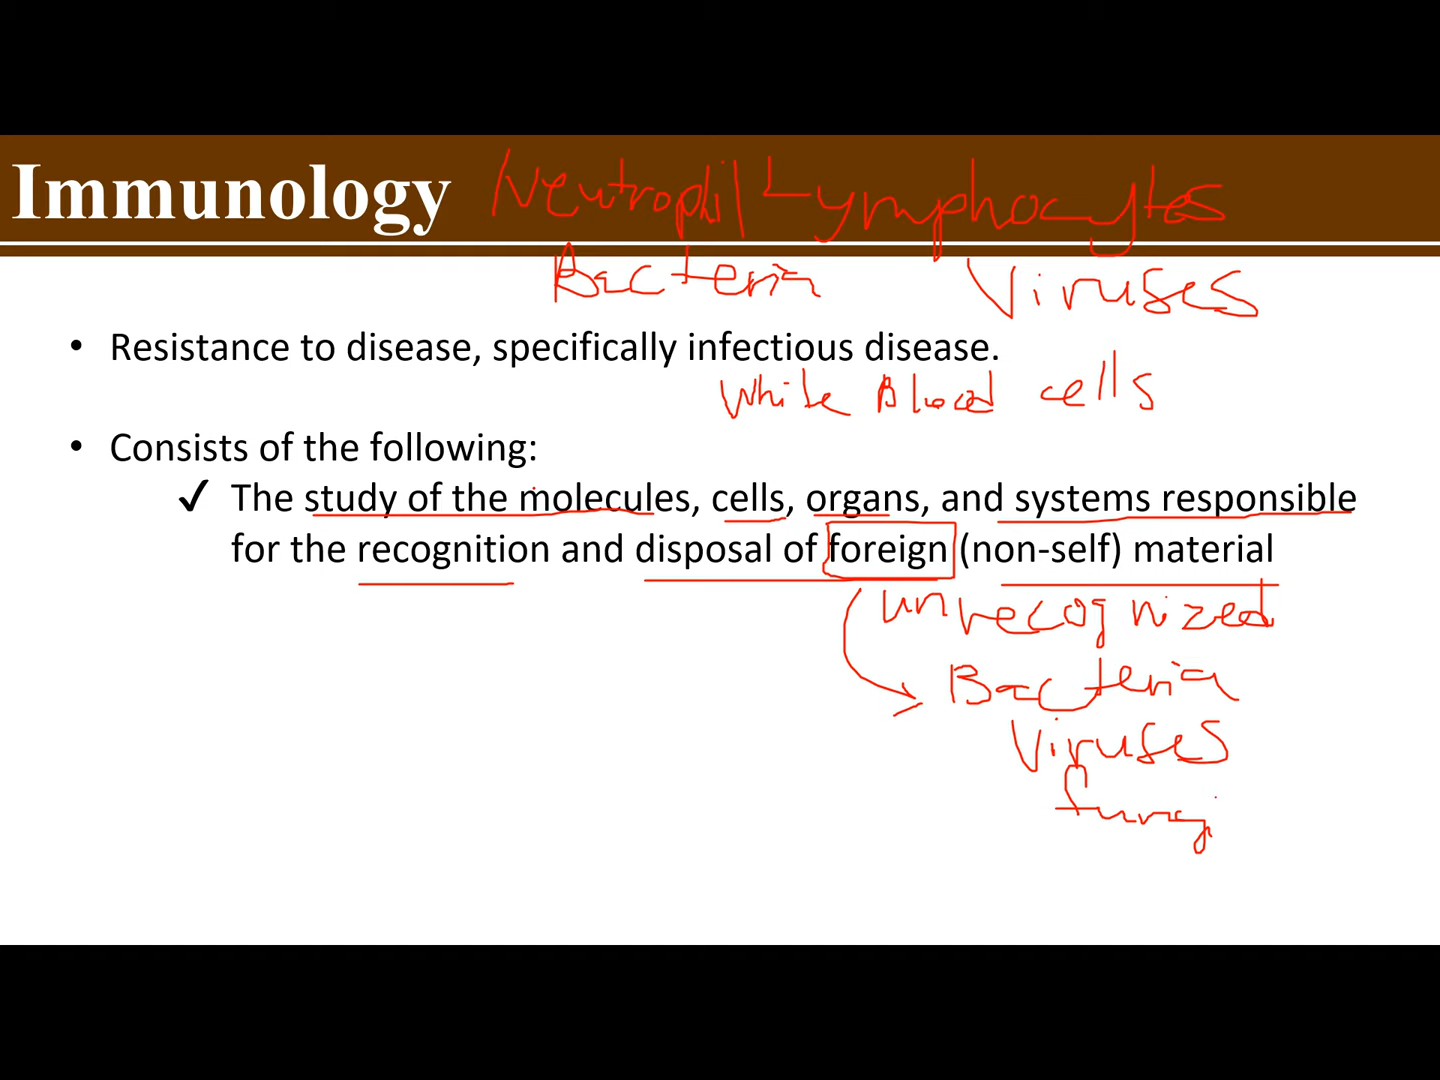 Immunology Neutrophil Lymphocytes
Bacteria Viruses
• Resistance to disease, specifically infectious disease.
White Blood cells
• Consists of the following:
✓ The study of the molecules, cells, organs, and systems responsible
for the recognition and disposal of foreign (non-self) material
unrecognized
Bacteria
Viruses
fungi